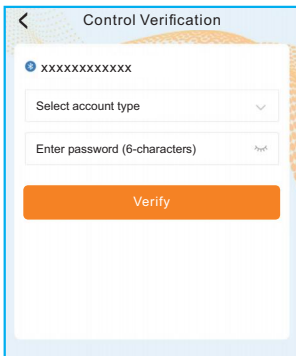 Control Verification
xxxxxxxxxxxx
Select account type
Enter password (6-characters)
Verify